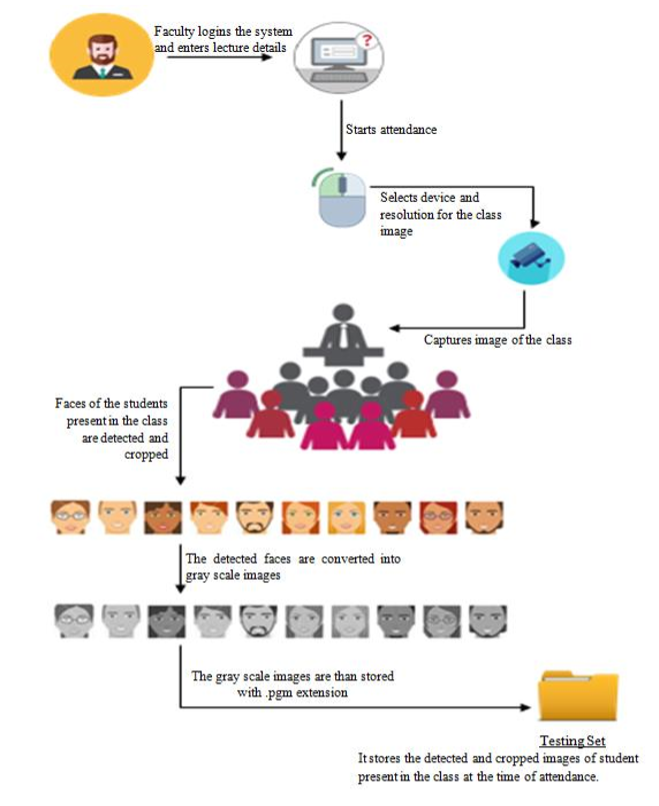 Faculty logins the system
and enters lecture details
?
Starts attendance
Selects device and
resolution for the class
image
Captures image of the class
Faces of the students
present in the class
are detected and
cropped
The detected faces are converted into
gray scale images
The gray scale images are than stored
with .pgm extension
Testing Set
It stores the detected and cropped images of student
present in the class at the time of attendance.